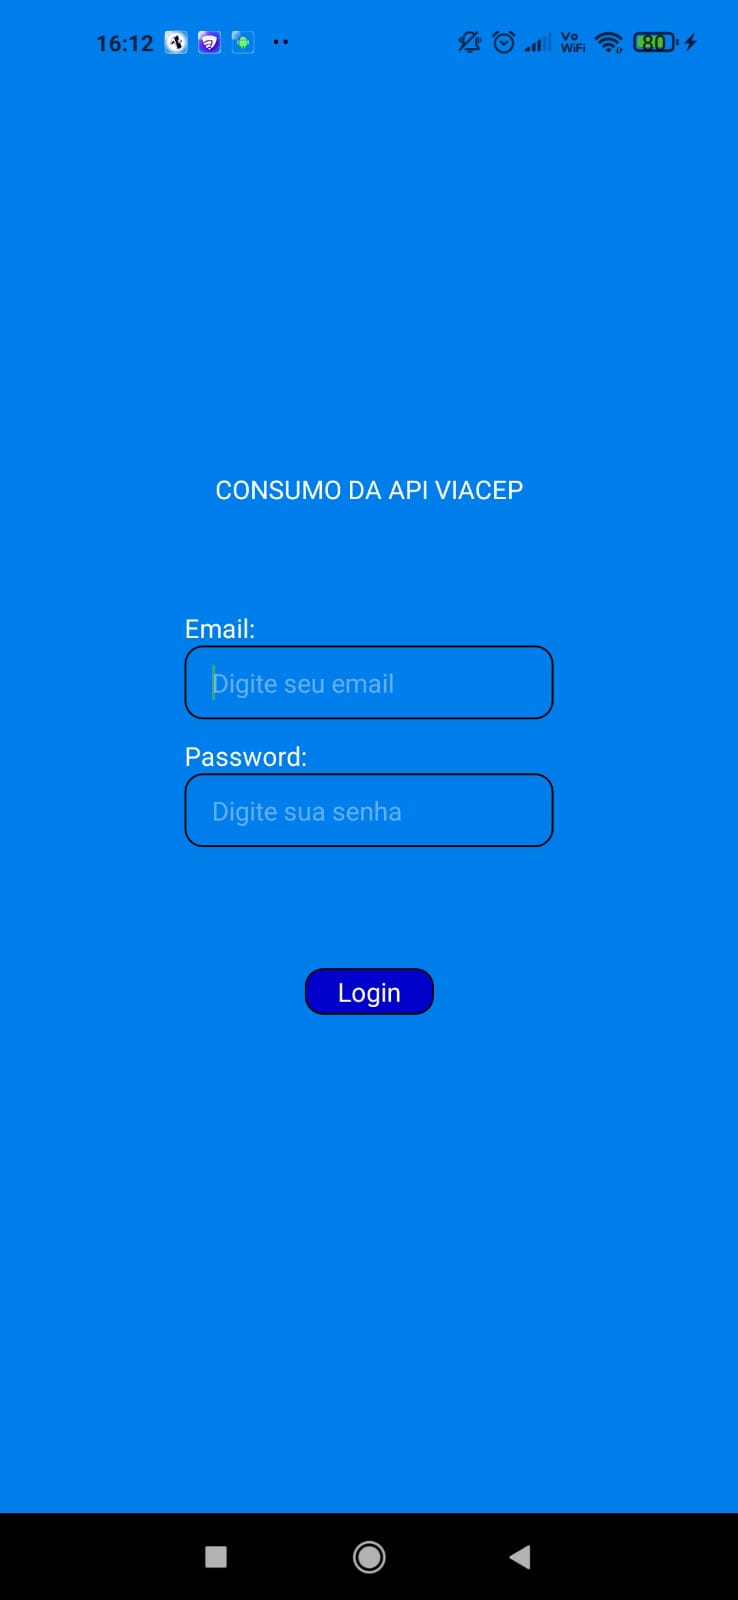 16:12 Vo WiFi 80
CONSUMO DA API VIACEP
Email:
Digite seu email
Password:
Digite sua senha
Login